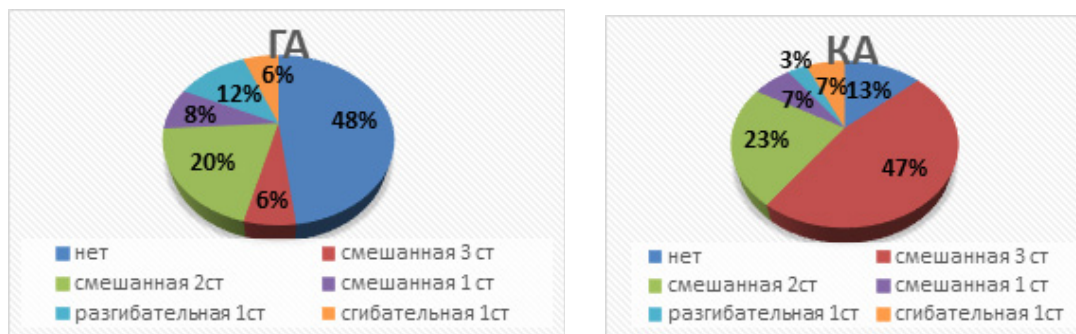 ГА
6%
12%
8%
48%
20%
6%
нет
смешанная 3 ст
смешанная 2ст
смешанная 1 ст
разгибательная 1ст
сгибательная 1ст
КА
3%
7%
13%
7%
23%
47%
нет
смешанная 3 ст
смешанная 2ст
смешанная 1 ст
разгибательная 1ст
сгибательная 1ст